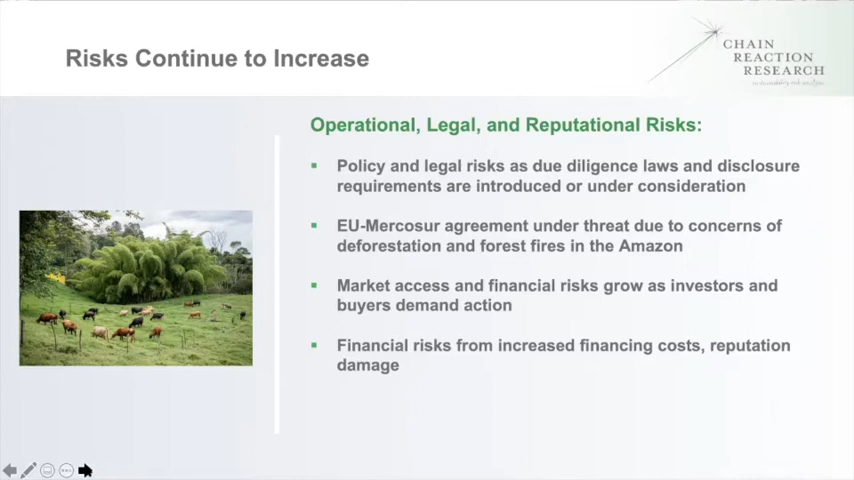 Risks Continue to Increase
CHAIN
REACTION
RESEARCH
sustainability risk analysis
Operational, Legal, and Reputational Risks:
Policy and legal risks as due diligence laws and disclosure
requirements are introduced or under consideration
EU-Mercosur agreement under threat due to concerns of
deforestation and forest fires in the Amazon
Market access and financial risks grow as investors and
buyers demand action
Financial risks from increased financing costs, reputation
damage